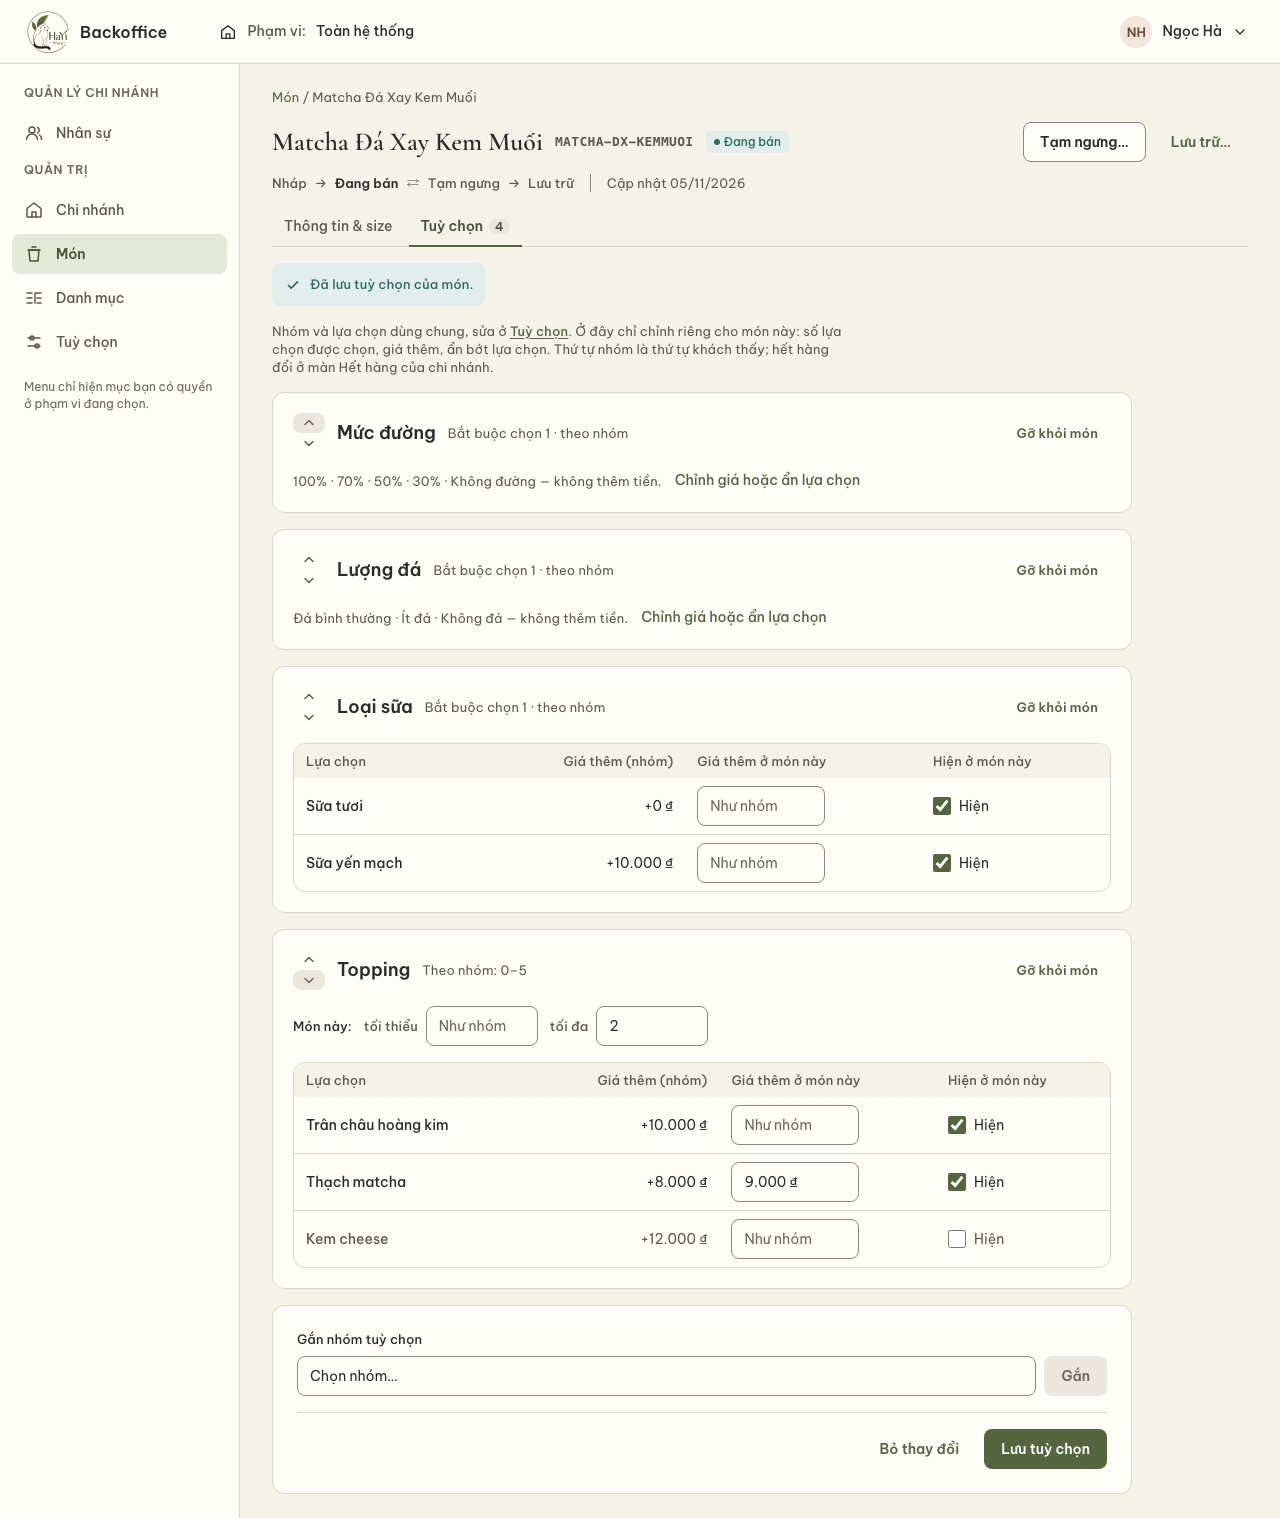 HaYi
Shop
Backoffice
Phạm vi: Toàn hệ thống
NH
Ngọc Hà
QUẢN LÝ CHI NHÁNH
Nhân sự
QUẢN TRỊ
Chi nhánh
Món
Danh mục
Tuỳ chọn
Menu chỉ hiện mục bạn có quyền
ở phạm vi đang chọn.
Món / Matcha Đá Xay Kem Muối
Matcha Đá Xay Kem Muối MATCHA-DX-KEMMUOI Đang bán
Tạm ngưng... Lưu trữ...
Nháp → Đang bán ⇄ Tạm ngưng → Lưu trữ Cập nhật 05/11/2026
Thông tin & size Tuỳ chọn 4
Đã lưu tuỳ chọn của món.
Nhóm và lựa chọn dùng chung, sửa ở Tuỳ chọn. Ở đây chỉ chỉnh riêng cho món này: số lựa
chọn được chọn, giá thêm, ẩn bớt lựa chọn. Thứ tự nhóm là thứ tự khách thấy; hết hàng
đổi ở màn Hết hàng của chi nhánh.
Mức đường Bắt buộc chọn 1 · theo nhóm Gỡ khỏi món
100% · 70% · 50% · 30% · Không đường — không thêm tiền. Chỉnh giá hoặc ẩn lựa chọn
Lượng đá Bắt buộc chọn 1 · theo nhóm Gỡ khỏi món
Đá bình thường · Ít đá · Không đá — không thêm tiền. Chỉnh giá hoặc ẩn lựa chọn
Loại sữa Bắt buộc chọn 1 · theo nhóm Gỡ khỏi món
Lựa chọn Giá thêm (nhóm) Giá thêm ở món này Hiện ở món này
Sữa tươi +0 ₫ Như nhóm Hiện
Sữa yến mạch +10.000 ₫ Như nhóm Hiện
Topping Theo nhóm: 0–5 Gỡ khỏi món
Món này: tối thiểu Như nhóm tối đa 2
Lựa chọn Giá thêm (nhóm) Giá thêm ở món này Hiện ở món này
Trân châu hoàng kim +10.000 ₫ Như nhóm Hiện
Thạch matcha +8.000 ₫ 9.000 ₫ Hiện
Kem cheese +12.000 ₫ Như nhóm Hiện
Gắn nhóm tuỳ chọn
Chọn nhóm... Gắn
Bỏ thay đổi Lưu tuỳ chọn